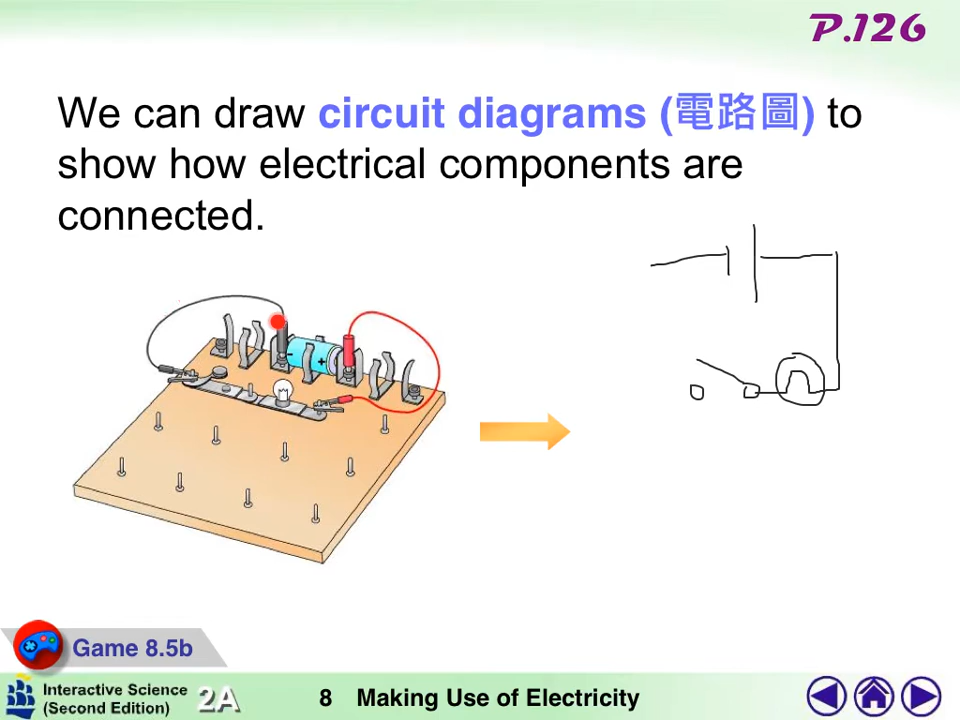 P.126
We can draw circuit diagrams (電路圖) to
show how electrical components are
connected.
- +
Game 8.5b
Interactive Science
(Second Edition)
2A
8 Making Use of Electricity